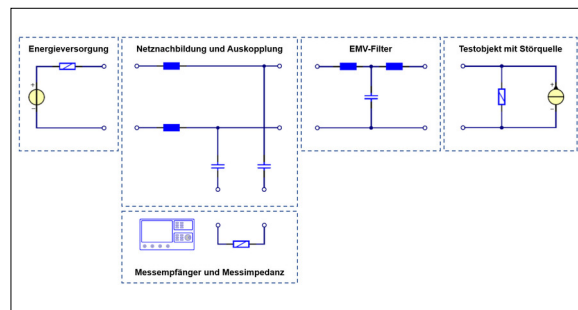 Energieversorgung
Netznachbildung und Auskopplung
EMV-Filter
Testobjekt mit Störquelle
Messempfänger und Messimpedanz